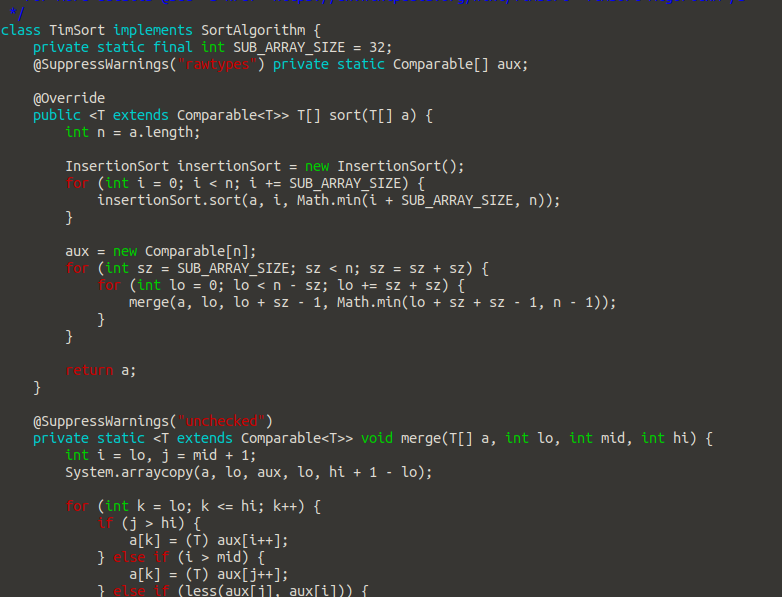 */
class TimSort implements SortAlgorithm {
    private static final int SUB_ARRAY_SIZE = 32;
    @SuppressWarnings("rawtypes") private static Comparable[] aux;

    @Override
    public <T extends Comparable<T>> T[] sort(T[] a) {
        int n = a.length;

        InsertionSort insertionSort = new InsertionSort();
        for (int i = 0; i < n; i += SUB_ARRAY_SIZE) {
            insertionSort.sort(a, i, Math.min(i + SUB_ARRAY_SIZE, n));
        }

        aux = new Comparable[n];
        for (int sz = SUB_ARRAY_SIZE; sz < n; sz = sz + sz) {
            for (int lo = 0; lo < n - sz; lo += sz + sz) {
                merge(a, lo, lo + sz - 1, Math.min(lo + sz + sz - 1, n - 1));
            }
        }

        return a;
    }

    @SuppressWarnings("unchecked")
    private static <T extends Comparable<T>> void merge(T[] a, int lo, int mid, int hi) {
        int i = lo, j = mid + 1;
        System.arraycopy(a, lo, aux, lo, hi + 1 - lo);

        for (int k = lo; k <= hi; k++) {
            if (j > hi) {
                a[k] = (T) aux[i++];
            } else if (i > mid) {
                a[k] = (T) aux[j++];
            } else if (less(aux[j], aux[i])) {